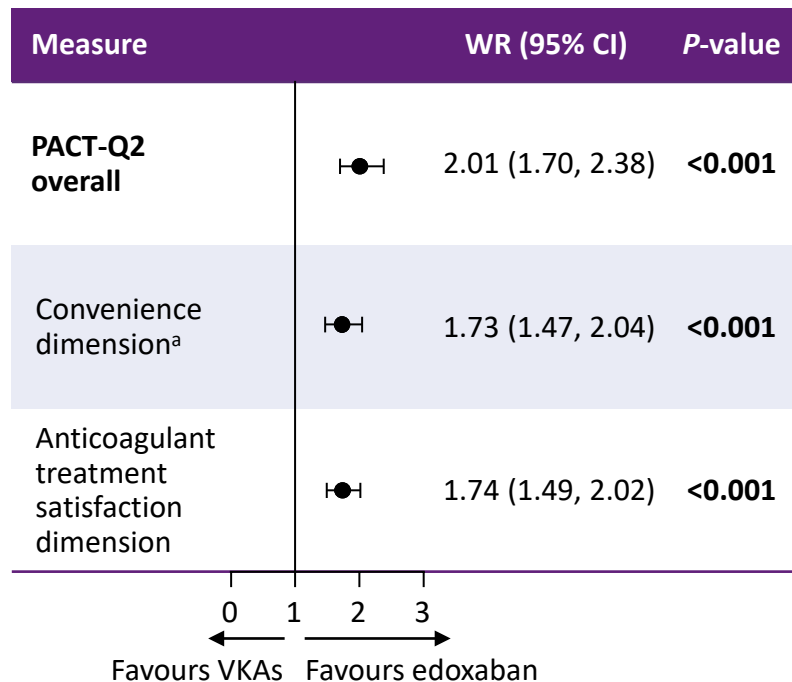 Measure WR (95% CI) P-value
PACT-Q2
overall
2.01 (1.70, 2.38) <0.001
Convenience
dimensionᵃ
1.73 (1.47, 2.04) <0.001
Anticoagulant
treatment
satisfaction
dimension
1.74 (1.49, 2.02) <0.001
0 1 2 3
Favours VKAs Favours edoxaban